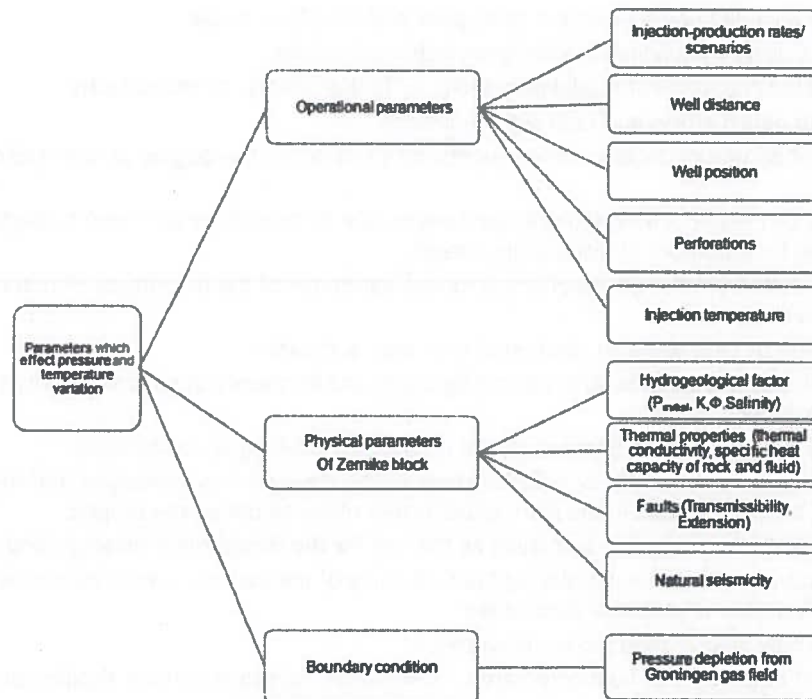 Injection-production rates/
scenarios
Operational parameters
Well distance
Well position
Perforations
Injection temperature
Parameters which
effect pressure and
temperature
variation
Hydrogeological factor
(Pinitial, K,Φ,Salinity)
Physical parameters
Of Zernike block
Thermal properties (thermal
conductivity, specific heat
capacity of rock and fluid)
Faults (Transmissibility,
Extension)
Natural seismicity
Boundary condition
Pressure depletion from
Groningen gas field